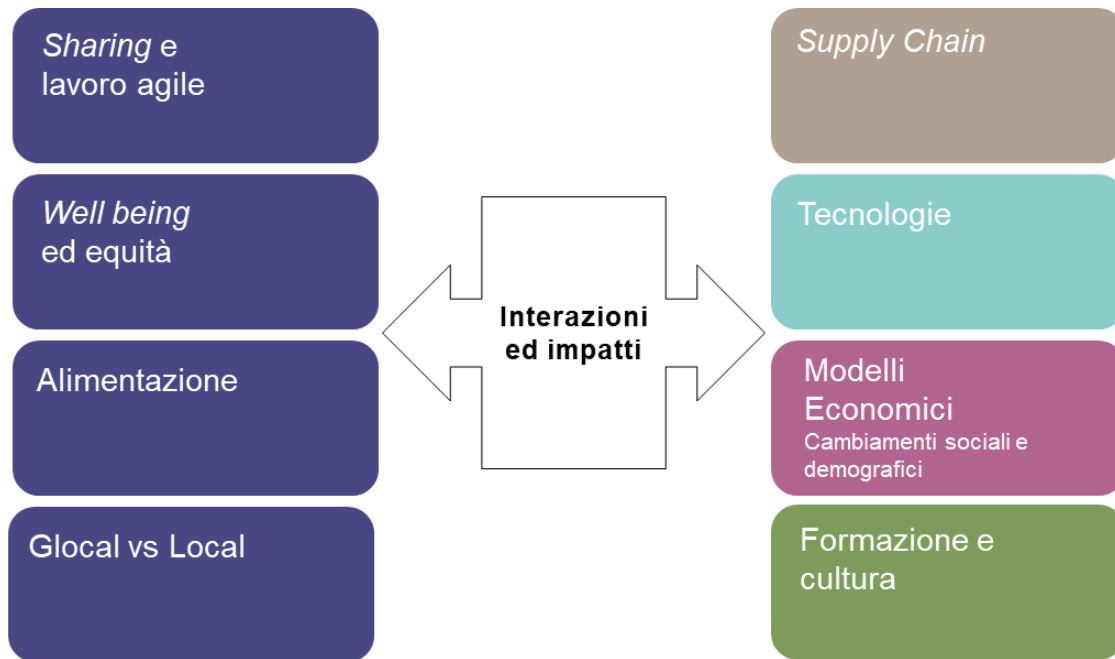 Sharing e
lavoro agile
Well being
ed equità
Alimentazione
Glocal vs Local
Interazioni
ed impatti
Supply Chain
Tecnologie
Modelli
Economici
Cambiamenti sociali e
demografici
Formazione e
cultura